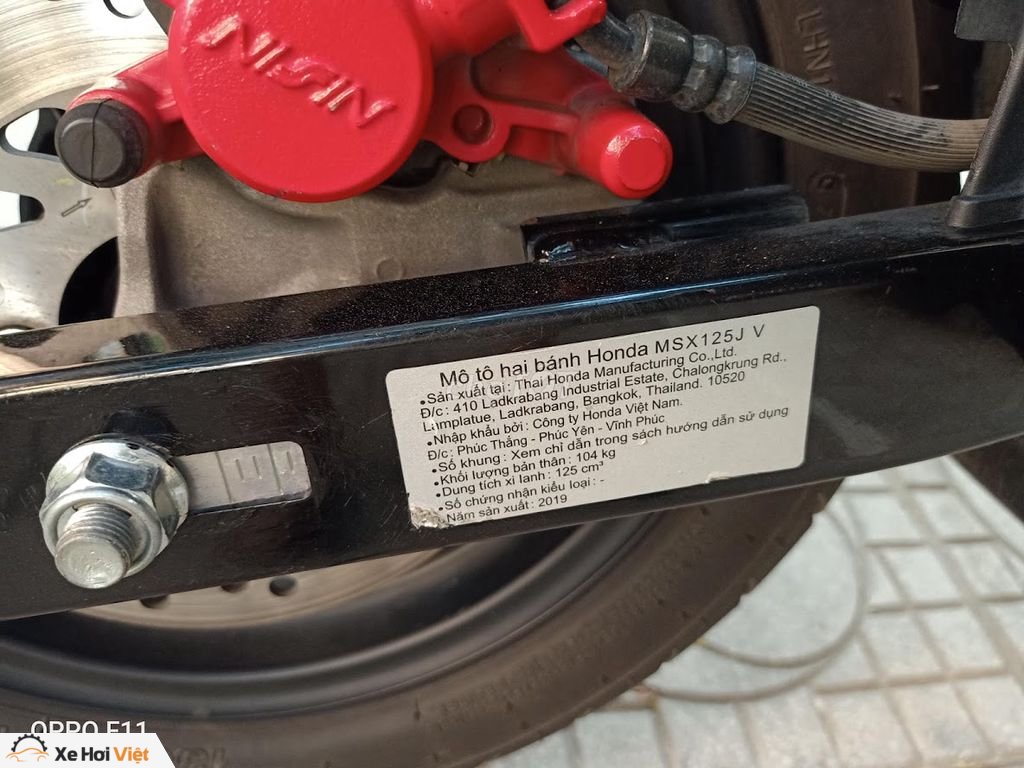 NISSIN
Mô tô hai bánh Honda MSX125J V
•Sản xuất tại : Thai Honda Manufacturing Co.,Ltd.
Đ/c : 410 Ladkrabang Industrial Estate, Chalongkrung Rd.,
Lamplatue, Ladkrabang, Bangkok, Thailand. 10520
•Nhập khẩu bởi : Công ty Honda Việt Nam.
Đ/c : Phúc Thắng - Phúc Yên - Vĩnh Phúc
•Số khung : Xem chỉ dẫn trong sách hướng dẫn sử dụng
•Khối lượng bản thân : 104 kg
•Dung tích xi lanh : 125 cm³
•Số chứng nhận kiểu loại : -
•Năm sản xuất : 2019
OPPO F11
Xe Hơi Việt